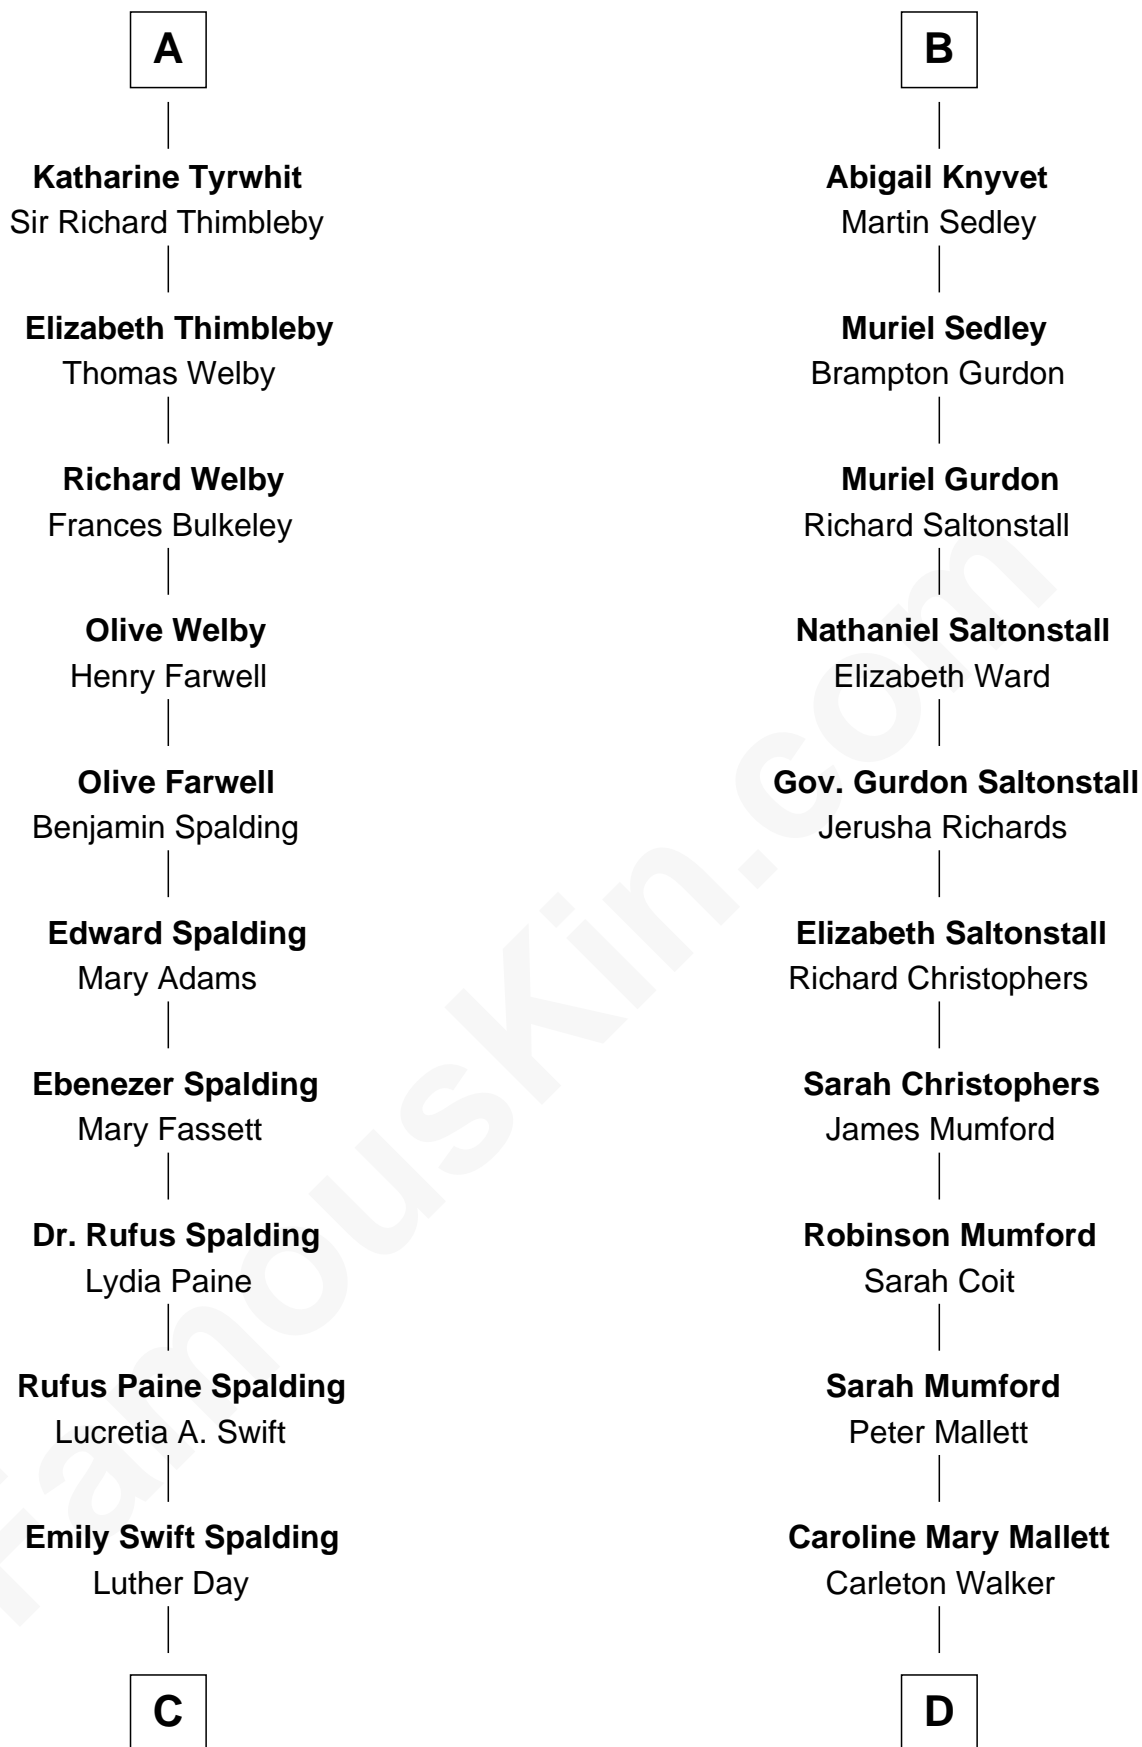 A
Katharine Tyrwhit
Sir Richard Thimbleby
Elizabeth Thimbleby
Thomas Welby
Richard Welby
Frances Bulkeley
Olive Welby
Henry Farwell
Olive Farwell
Benjamin Spalding
Edward Spalding
Mary Adams
Ebenezer Spalding
Mary Fassett
Dr. Rufus Spalding
Lydia Paine
Rufus Paine Spalding
Lucretia A. Swift
Emily Swift Spalding
Luther Day
C
B
Abigail Knyvet
Martin Sedley
Muriel Sedley
Brampton Gurdon
Muriel Gurdon
Richard Saltonstall
Nathaniel Saltonstall
Elizabeth Ward
Gov. Gurdon Saltonstall
Jerusha Richards
Elizabeth Saltonstall
Richard Christophers
Sarah Christophers
James Mumford
Robinson Mumford
Sarah Coit
Sarah Mumford
Peter Mallett
Caroline Mary Mallett
Carleton Walker
D
FamousKin.com